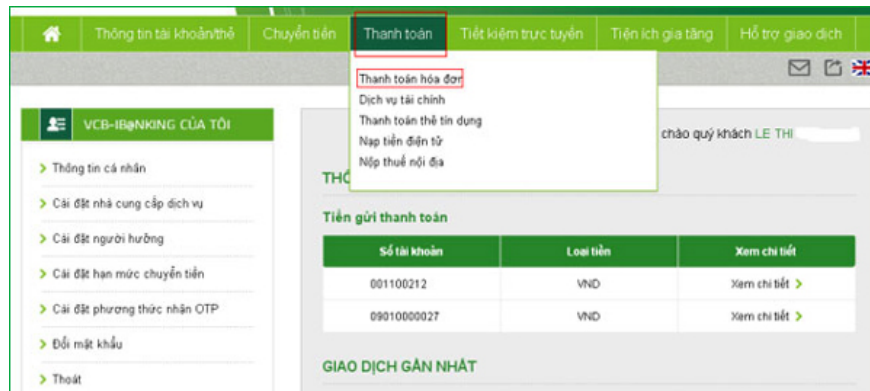 Thông tin tài khoản/thẻ Chuyển tiền Thanh toán Tiết kiệm trực tuyến Tiện ích gia tăng Hỗ trợ giao dịch
Thanh toán hóa đơn
Dịch vụ tài chính
Thanh toán thẻ tín dụng
Nạp tiền điện tử
Nộp thuế nội địa
VCB-IB@NKING CỦA TÔI
Thông tin cá nhân
Cài đặt nhà cung cấp dịch vụ
Cài đặt người hưởng
Cài đặt hạn mức chuyển tiền
Cài đặt phương thức nhận OTP
Đổi mật khẩu
Thoát
chào quý khách LE THI
Tiền gửi thanh toán
Số tài khoản Loại tiền Xem chi tiết
001100212 VND Xem chi tiết >
09010000027 VND Xem chi tiết >
GIAO DỊCH GẦN NHẤT